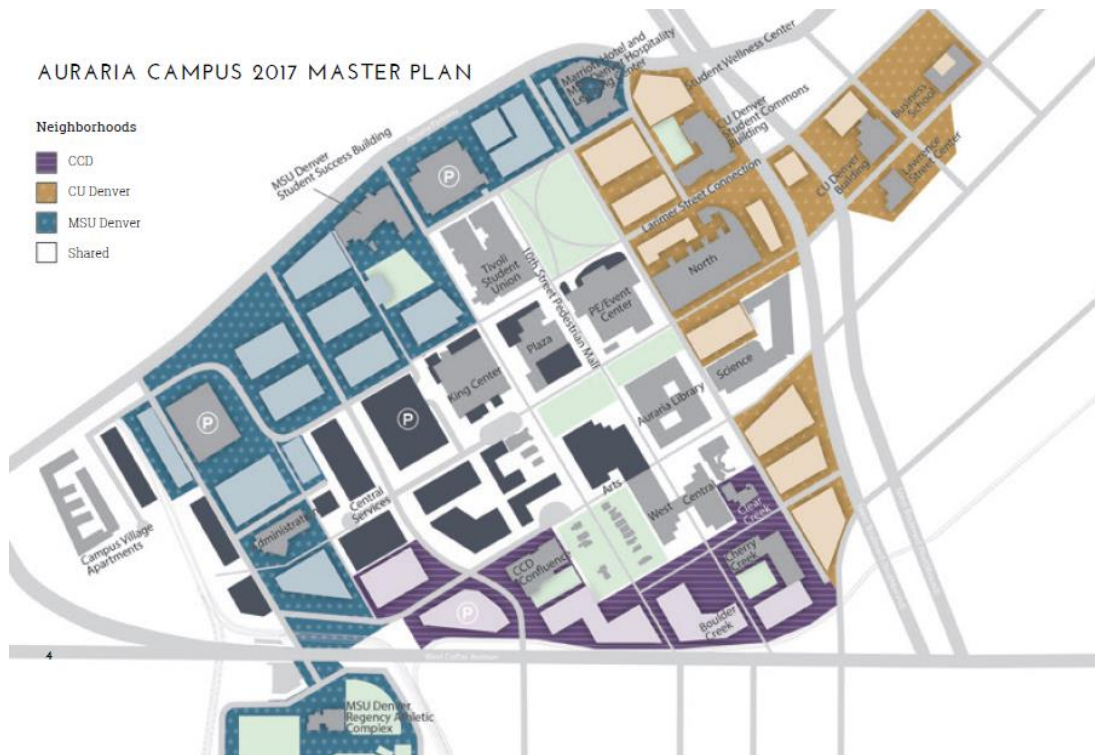 AURARIA CAMPUS 2017 MASTER PLAN
Neighborhoods
CCD
CU Denver
MSU Denver
Shared
Marriott Hotel and
MSU Denver Hospitality
Learning Center
Student Wellness Center
CU Denver
Student Commons
Building
Business
School
Lawrence
Street Center
CU Denver
Building
MSU Denver
Student Success Building
P
Larimer Street Connection
North
Tivoli
Student
Union
10th Street Pedestrian Mall
PE/Event
Center
Plaza
Science
King Center
Auraria Library
P
P
Arts
West
Central
Clear
Creek
Central
Services
Administration
Campus Village
Apartments
CCD
Confluence
Cherry
Creek
P
Boulder
Creek
West Colfax Avenue
4
MSU Denver
Regency Athletic
Complex